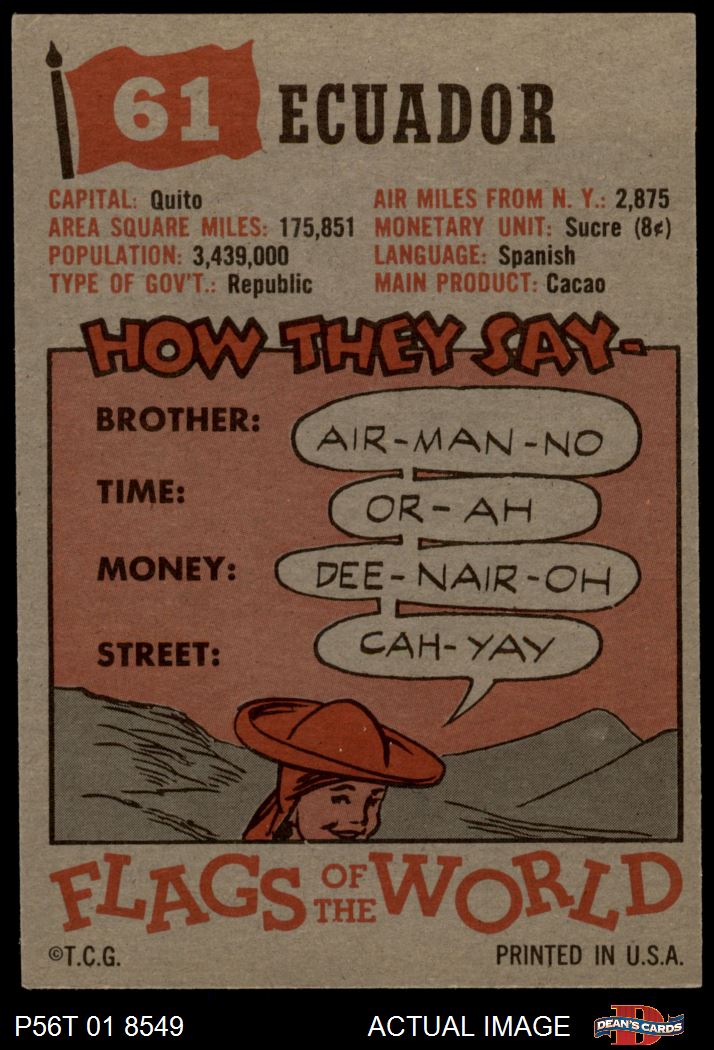 61 ECUADOR
CAPITAL: Quito
AREA SQUARE MILES: 175,851
POPULATION: 3,439,000
TYPE OF GOV'T.: Republic
AIR MILES FROM N. Y.: 2,875
MONETARY UNIT: Sucre (8¢)
LANGUAGE: Spanish
MAIN PRODUCT: Cacao
HOW THEY SAY-
BROTHER: AIR-MAN-NO
TIME: OR-AH
MONEY: DEE-NAIR-OH
STREET: CAH-YAY
FLAGS OF THE WORLD
©T.C.G. PRINTED IN U.S.A.
P56T 01 8549 ACTUAL IMAGE D DEAN'S CARDS